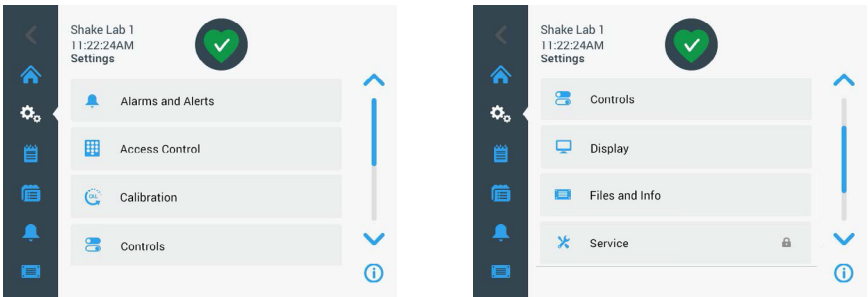 Shake Lab 1
11:22:24AM
Settings
Alarms and Alerts
Access Control
CAL
Calibration
Controls
Shake Lab 1
11:22:24AM
Settings
Controls
Display
Files and Info
Service